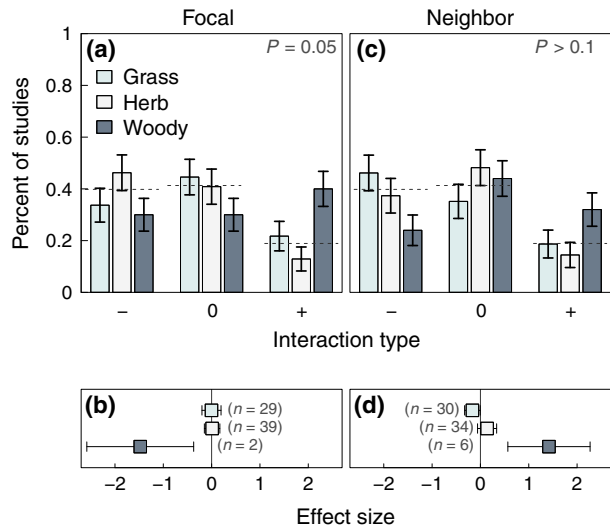 Focal
Neighbor
(a)
P = 0.05
(c)
P > 0.1
Grass
Herb
Woody
Percent of studies
1
0.8
0.6
0.4
0.2
0
− 0 + − 0 +
Interaction type
(b)
(n = 29)
(n = 39)
(n = 2)
(d)
(n = 30)
(n = 34)
(n = 6)
−2 −1 0 1 2 −2 −1 0 1 2
Effect size